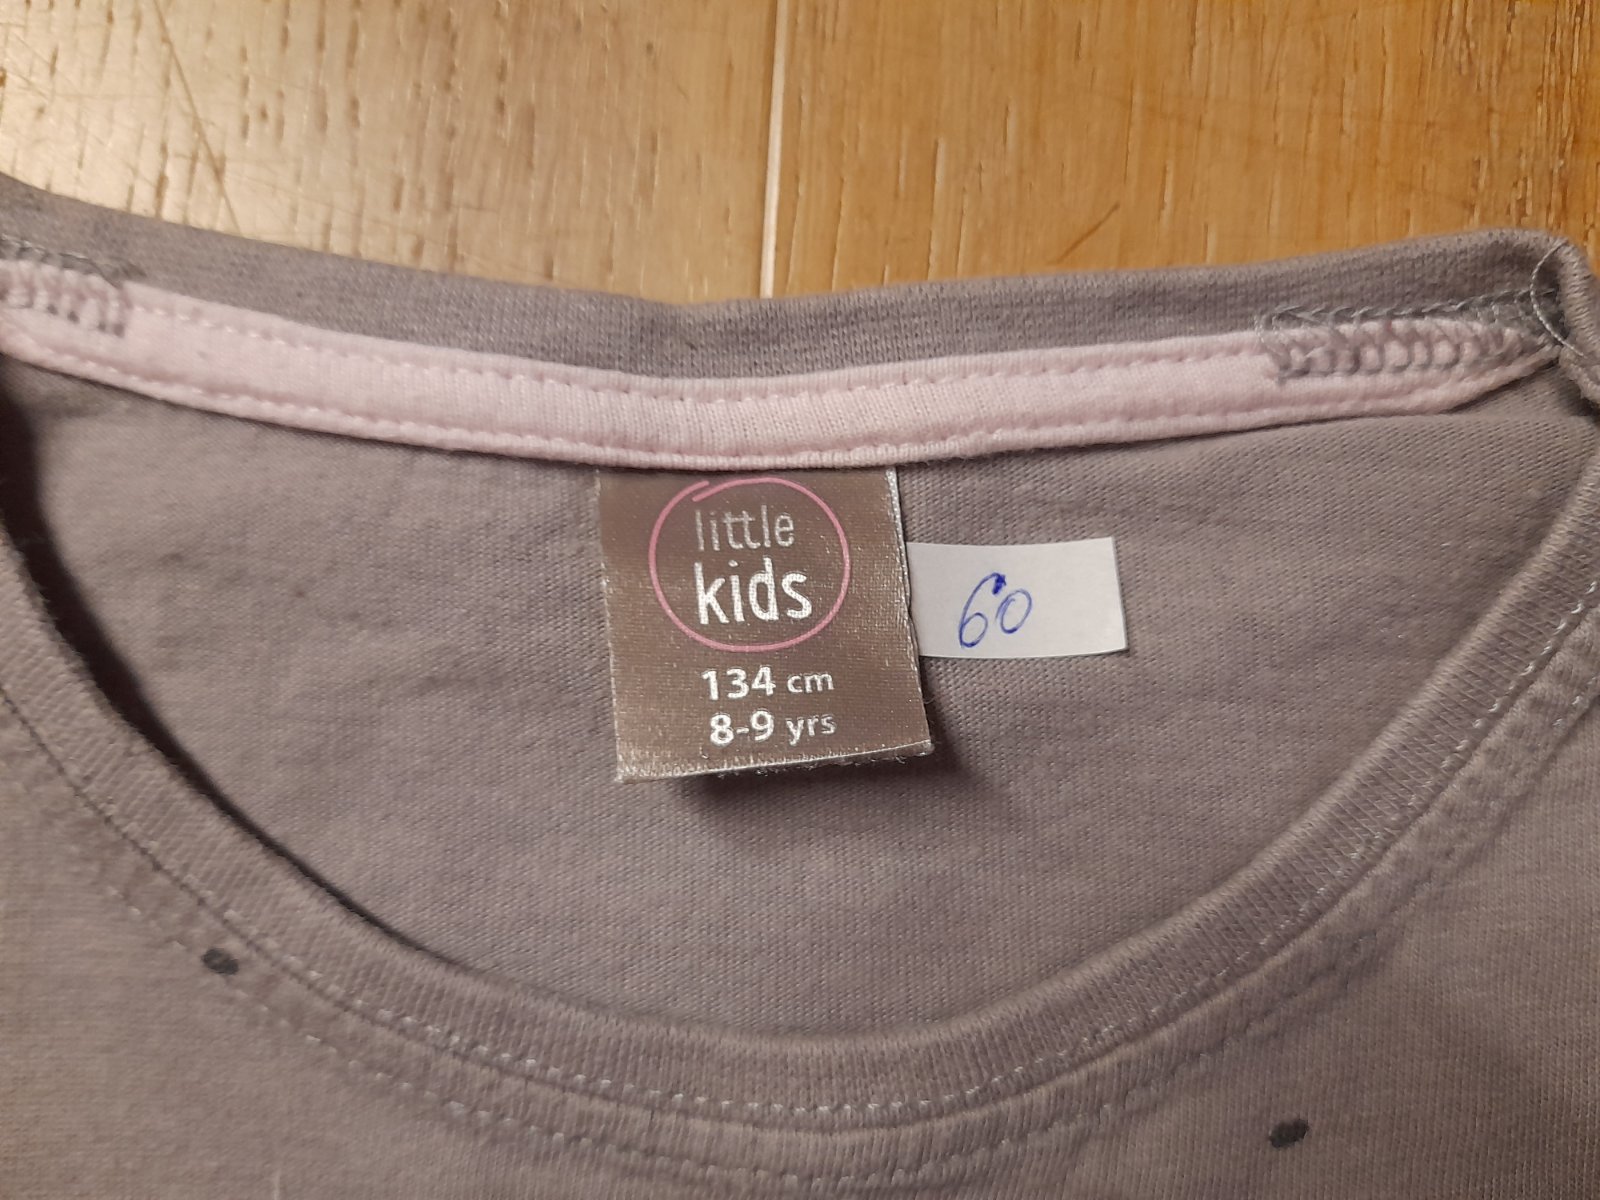 little
kids
134 cm
8-9 yrs
60